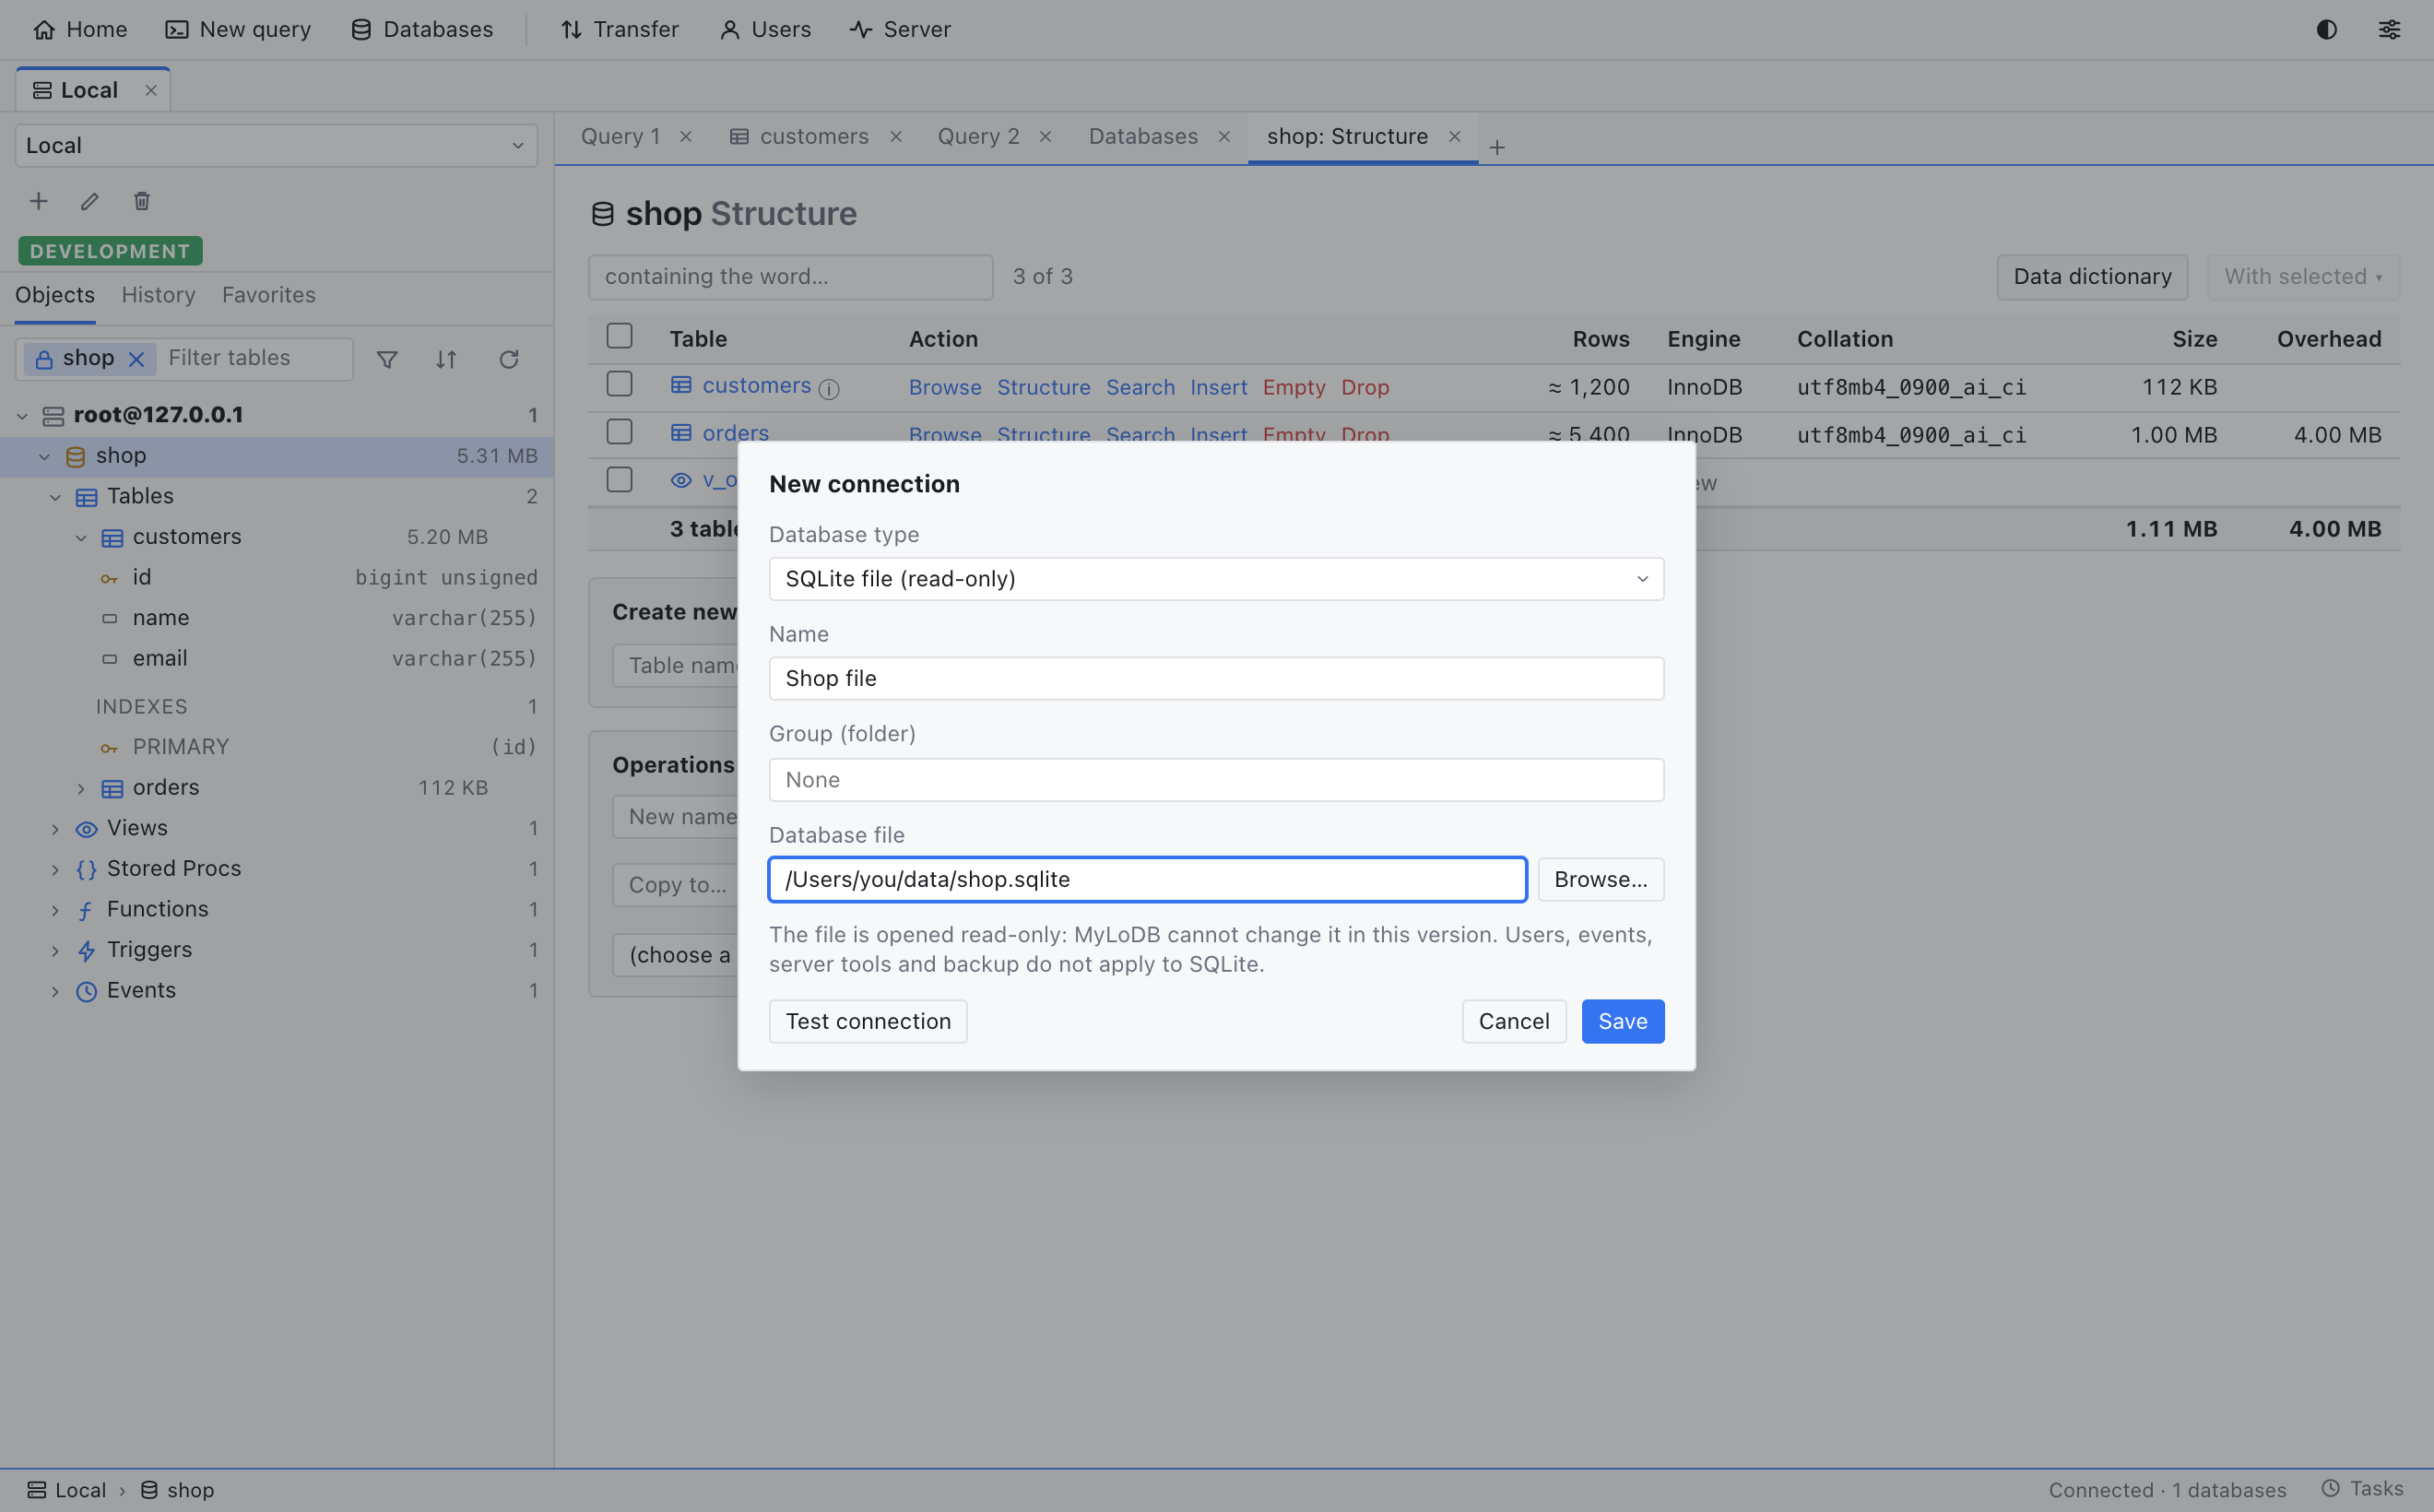 Home New query Databases Transfer Users Server
Local
Local
DEVELOPMENT
Objects History Favorites
shop Filter tables
root@127.0.0.1 1
shop 5.31 MB
Tables 2
customers 5.20 MB
id bigint unsigned
name varchar(255)
email varchar(255)
INDEXES 1
PRIMARY (id)
orders 112 KB
Views 1
Stored Procs 1
Functions 1
Triggers 1
Events 1
Query 1 customers Query 2 Databases shop: Structure
shop Structure
containing the word... 3 of 3 Data dictionary With selected
Table Action Rows Engine Collation Size Overhead
customers Browse Structure Search Insert Empty Drop ≈ 1,200 InnoDB utf8mb4_0900_ai_ci 112 KB
orders Browse Structure Search Insert Empty Drop ≈ 5,400 InnoDB utf8mb4_0900_ai_ci 1.00 MB 4.00 MB
v_o
3 1.11 MB 4.00 MB
Create new
Table
Operations
New name
Copy to...
(choose a
New connection
Database type
SQLite file (read-only)
Name
Shop file
Group (folder)
None
Database file
/Users/you/data/shop.sqlite Browse...
The file is opened read-only: MyLoDB cannot change it in this version. Users, events,
server tools and backup do not apply to SQLite.
Test connection Cancel Save
Local › shop Connected · 1 databases Tasks